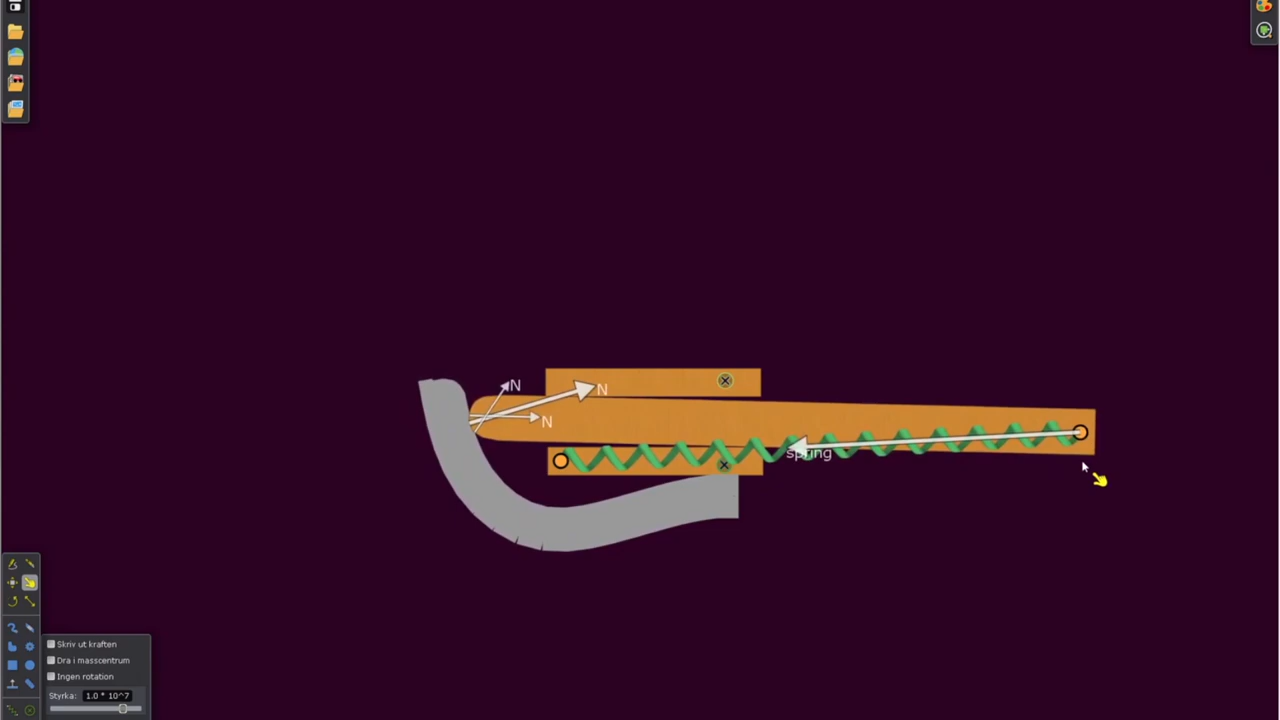 N
N
N
spring
Skriv ut kraften
Dra i masscentrum
Ingen rotation
Styrka: 1.0 * 10^7